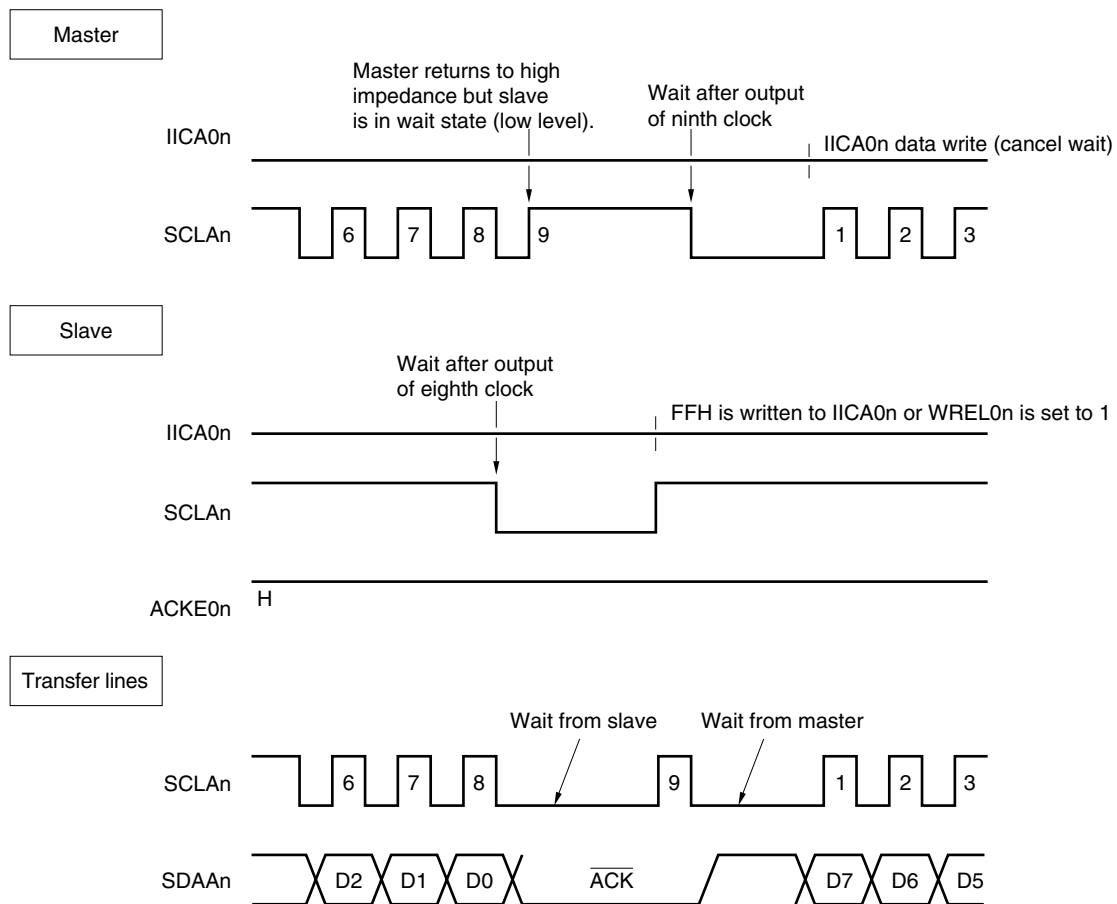 Master
Master returns to high
impedance but slave
is in wait state (low level).
Wait after output
of ninth clock
IICA0n
IICA0n data write (cancel wait)
SCLAn
6 7 8 9 1 2 3
Slave
Wait after output
of eighth clock
IICA0n
FFH is written to IICA0n or WREL0n is set to 1
SCLAn
ACKE0n
H
Transfer lines
Wait from slave
Wait from master
SCLAn
6 7 8 9 1 2 3
SDAAn
D2 D1 D0 A̅C̅K̅ D7 D6 D5